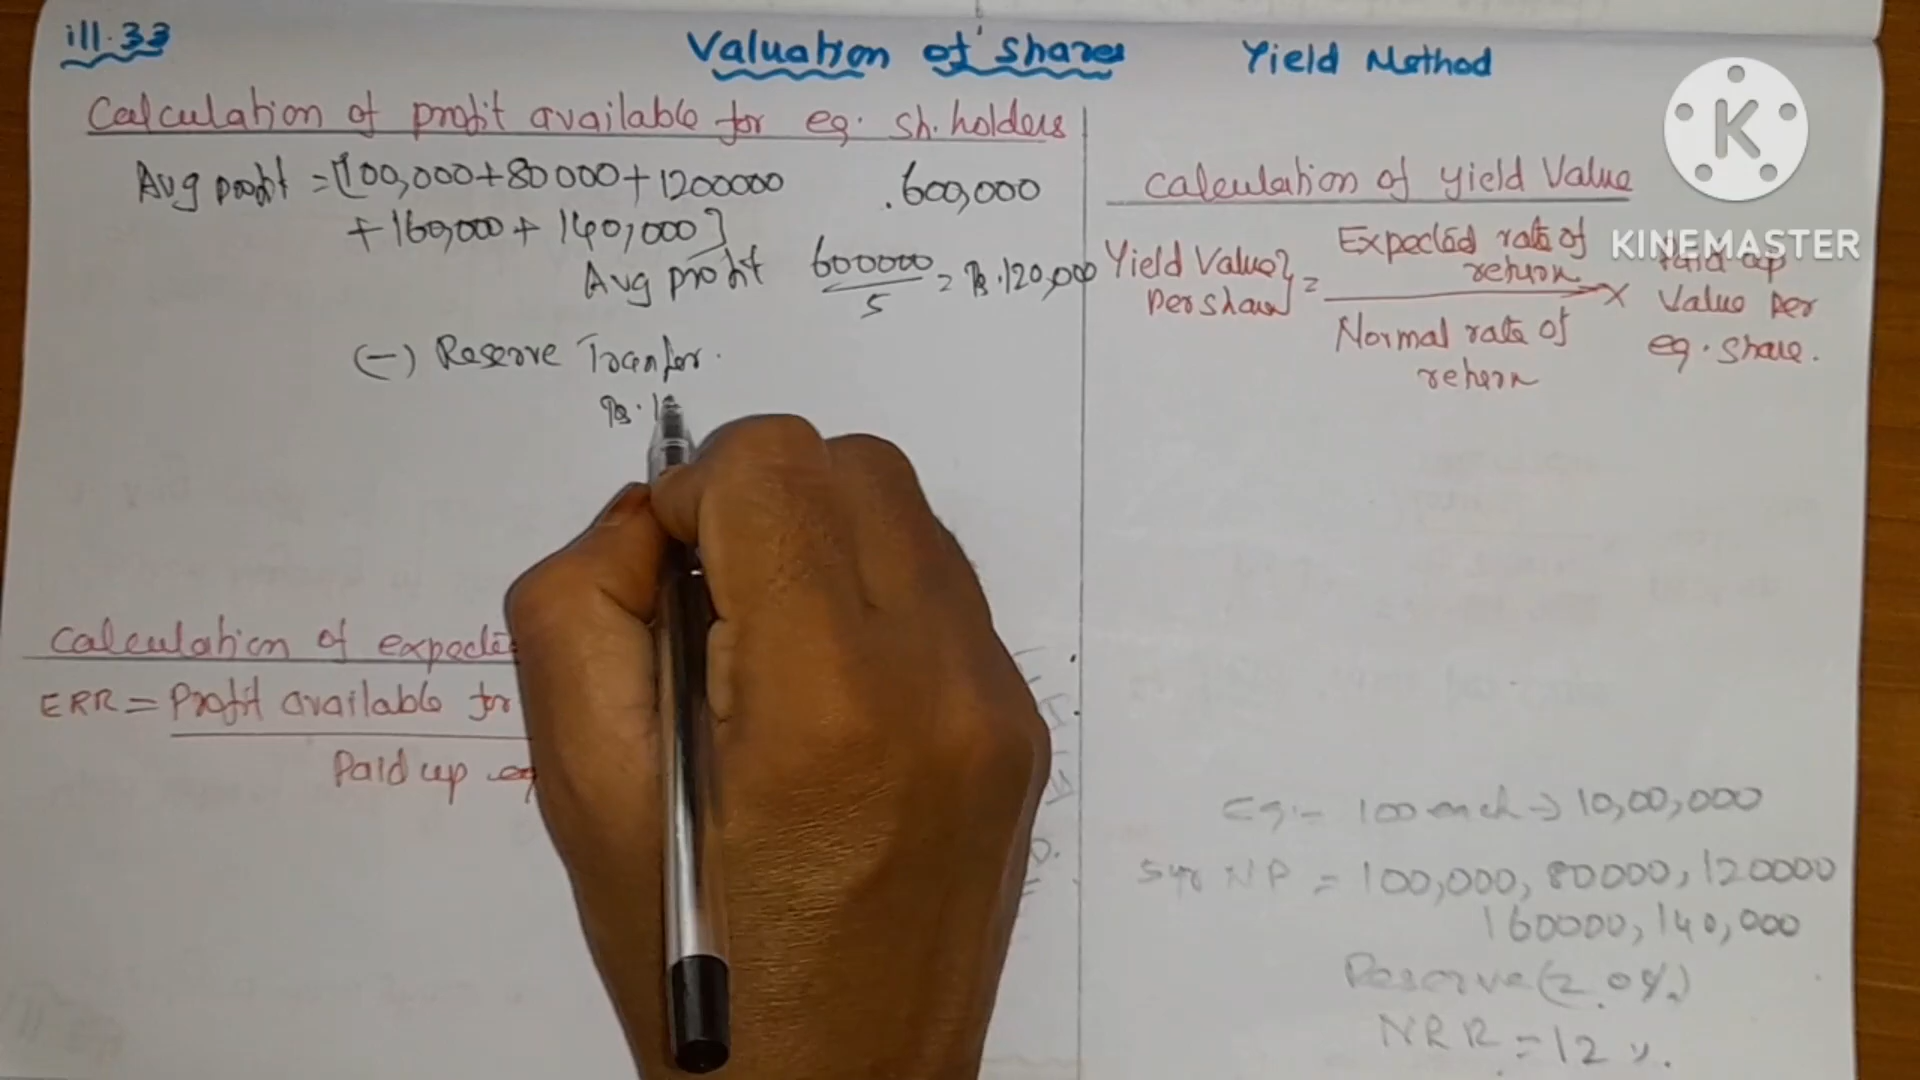 ill.33
Valuation of Shares Yield Method
Calculation of profit available for eq. sh. holders
Avg profit = [100,000+80000+1200000 .600,000
+160,000+ 140,000]
Avg profit 600000 / 5 = Rs.120,000
(-) Reserve Transfer.
Rs.1
Calculation of
ERR = Profit available for
Paid up
K
KINEMASTER
Calculation of yield Value
Yield Value } = Expected rate of × Paid up
Per share return Value Per
Normal rate of eq. share.
return
Eq:- 100 each → 10,00,000
5yr NP = 100,000, 80000, 120000
160000, 140,000
Reserve (20%)
NRR = 12 %.